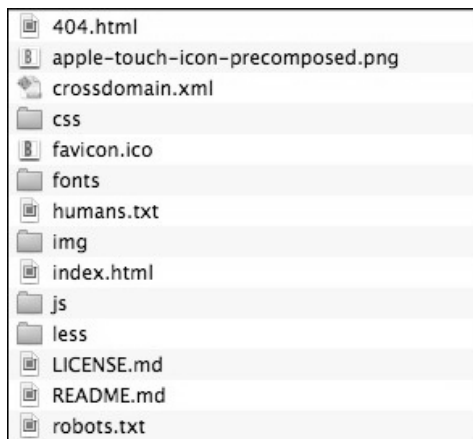 404.html
B apple-touch-icon-precomposed.png
crossdomain.xml
css
B favicon.ico
fonts
humans.txt
img
index.html
js
less
LICENSE.md
README.md
robots.txt